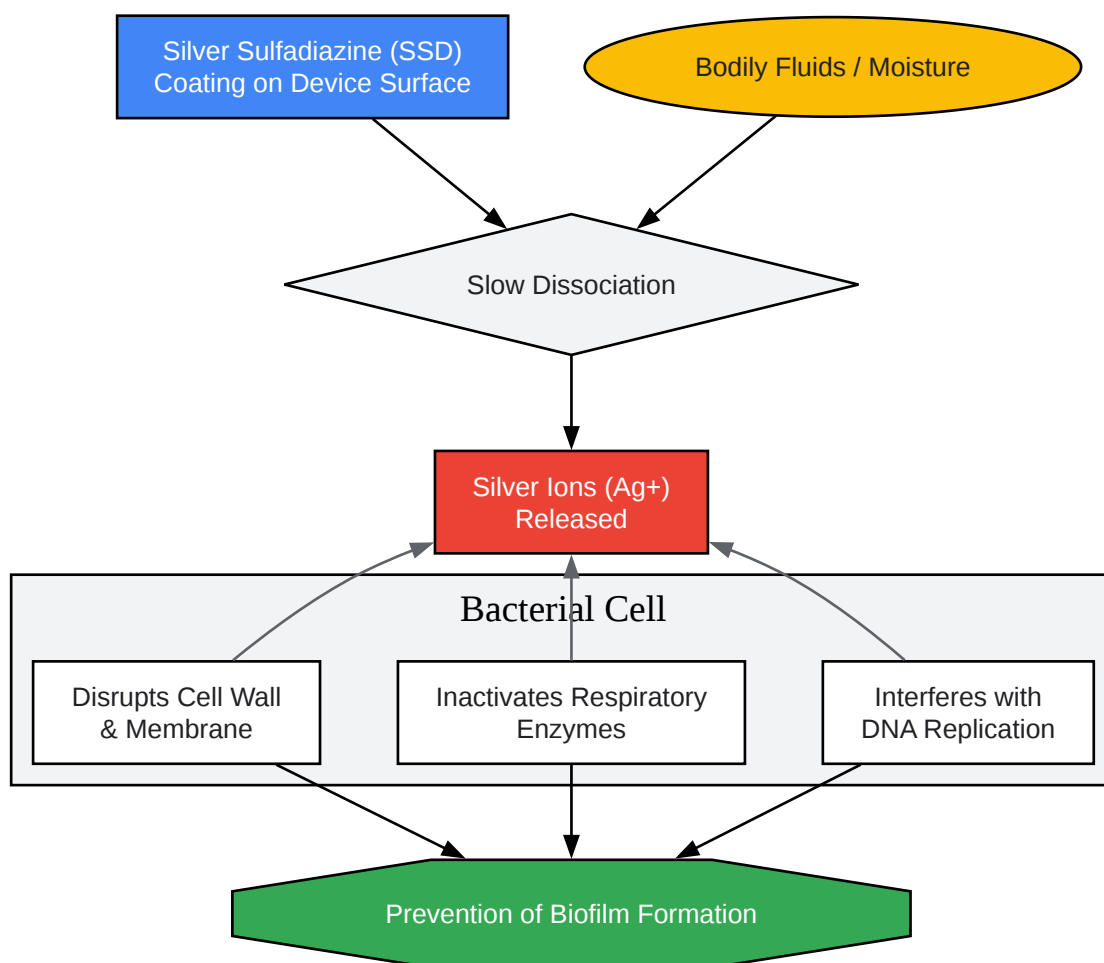 Silver Sulfadiazine (SSD)
Coating on Device Surface
Bodily Fluids / Moisture
Slow Dissociation
Silver Ions (Ag+)
Released
Bacterial Cell
Disrupts Cell Wall
& Membrane
Inactivates Respiratory
Enzymes
Interferes with
DNA Replication
Prevention of Biofilm Formation